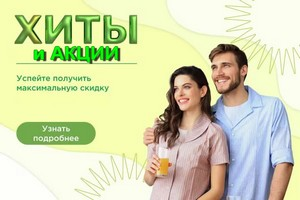 ХИТЫ
и АКЦИИ
Успейте получить
максимальную скидку
Узнать
подробнее